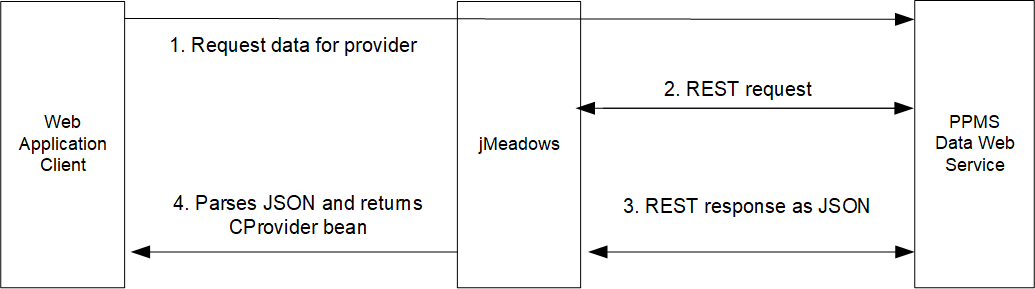 1. Request data for provider
2. REST request
Web
Application
Client
jMeadows
PPMS
Data Web
Service
4. Parses JSON and returns
CProvider bean
3. REST response as JSON